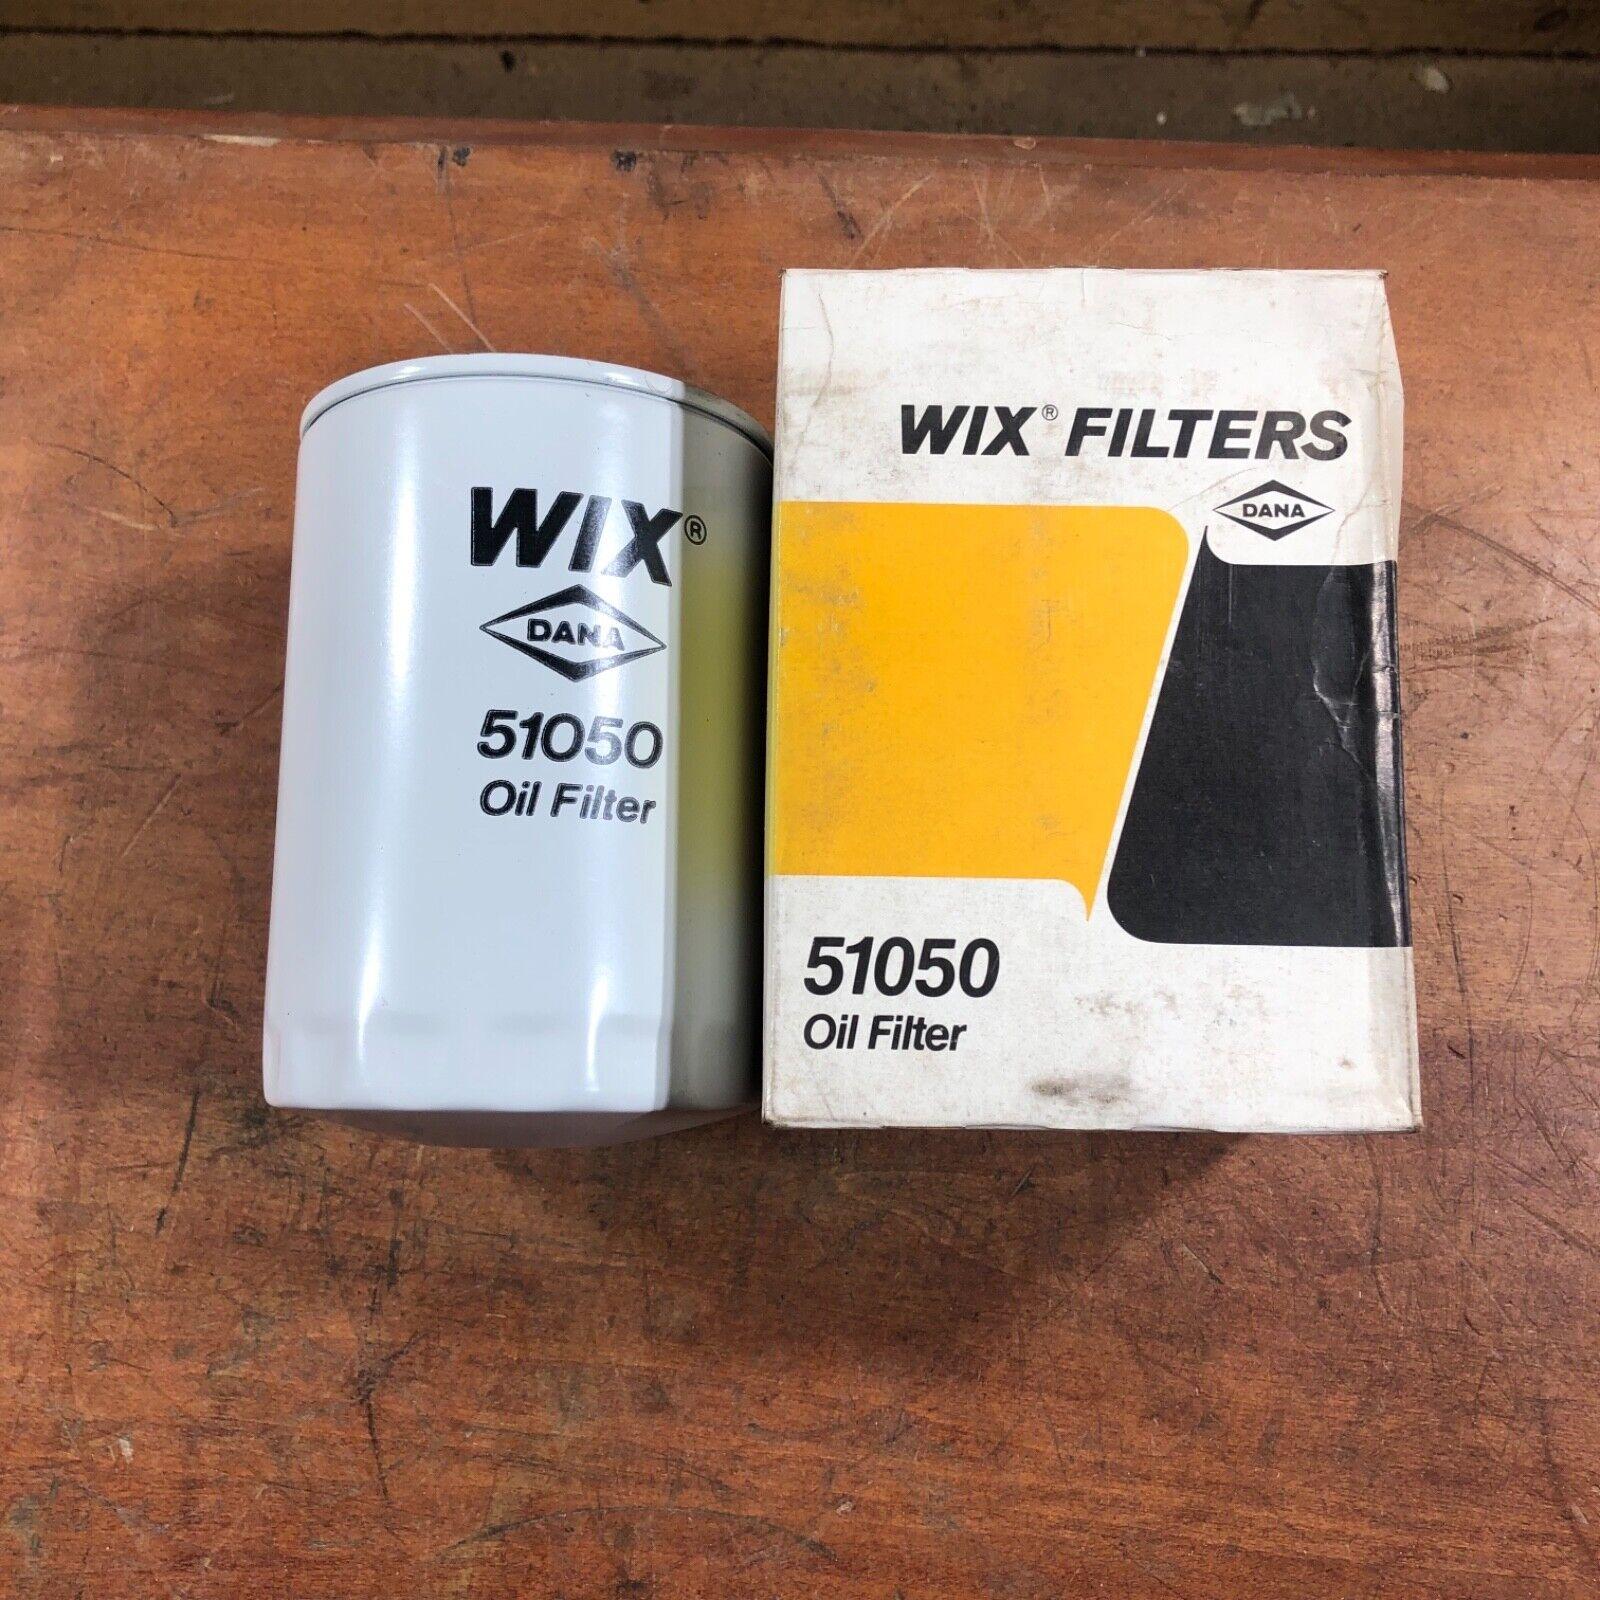 WIX®
DANA
51050
Oil Filter
WIX® FILTERS
DANA
51050
Oil Filter